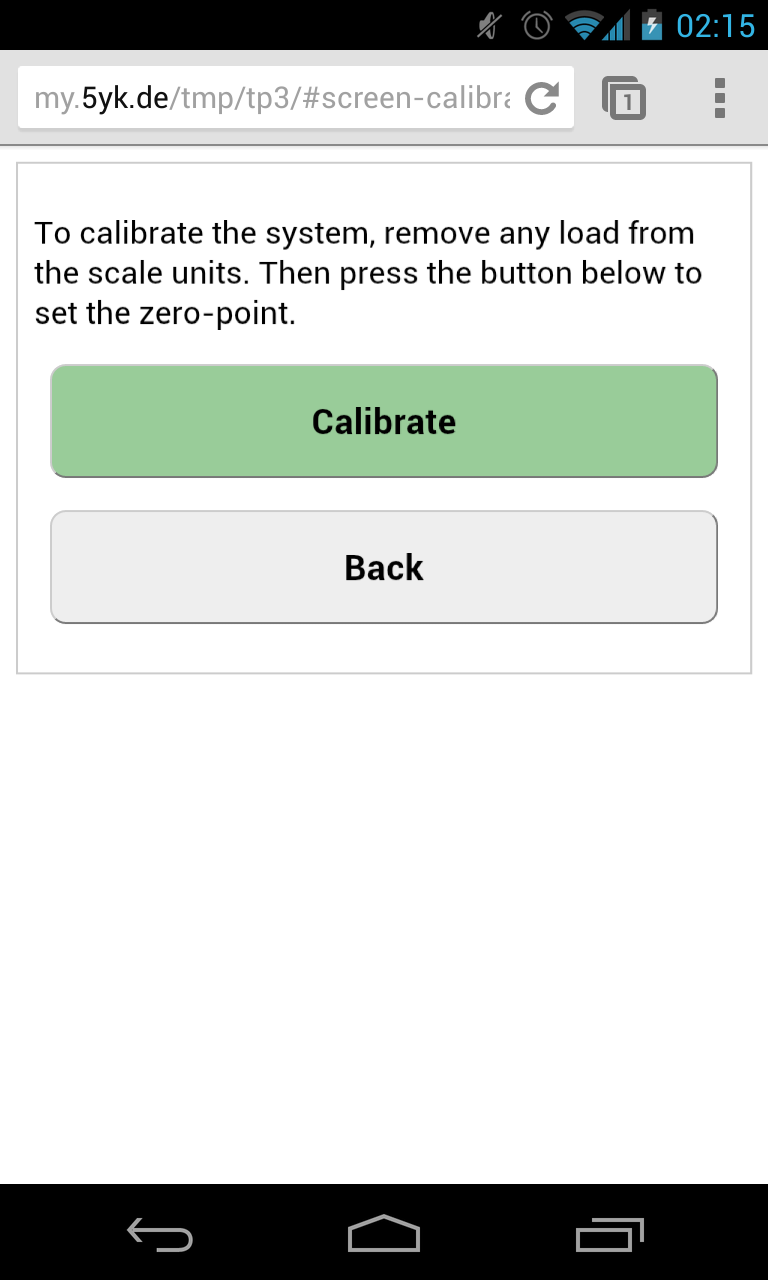 02:15
my.5yk.de/tmp/tp3/#screen-calibra
1
To calibrate the system, remove any load from
the scale units. Then press the button below to
set the zero-point.
Calibrate
Back